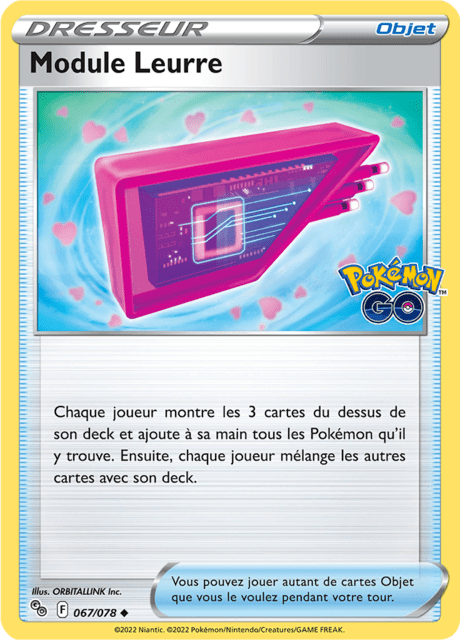 DRESSEUR Objet
Module Leurre
POKÉMON™
GO
Chaque joueur montre les 3 cartes du dessus de
son deck et ajoute à sa main tous les Pokémon qu'il
y trouve. Ensuite, chaque joueur mélange les autres
cartes avec son deck.
Illus. ORBITALLINK Inc.
GO F 067/078 ◆
Vous pouvez jouer autant de cartes Objet
que vous le voulez pendant votre tour.
©2022 Niantic. ©2022 Pokémon/Nintendo/Creatures/GAME FREAK.